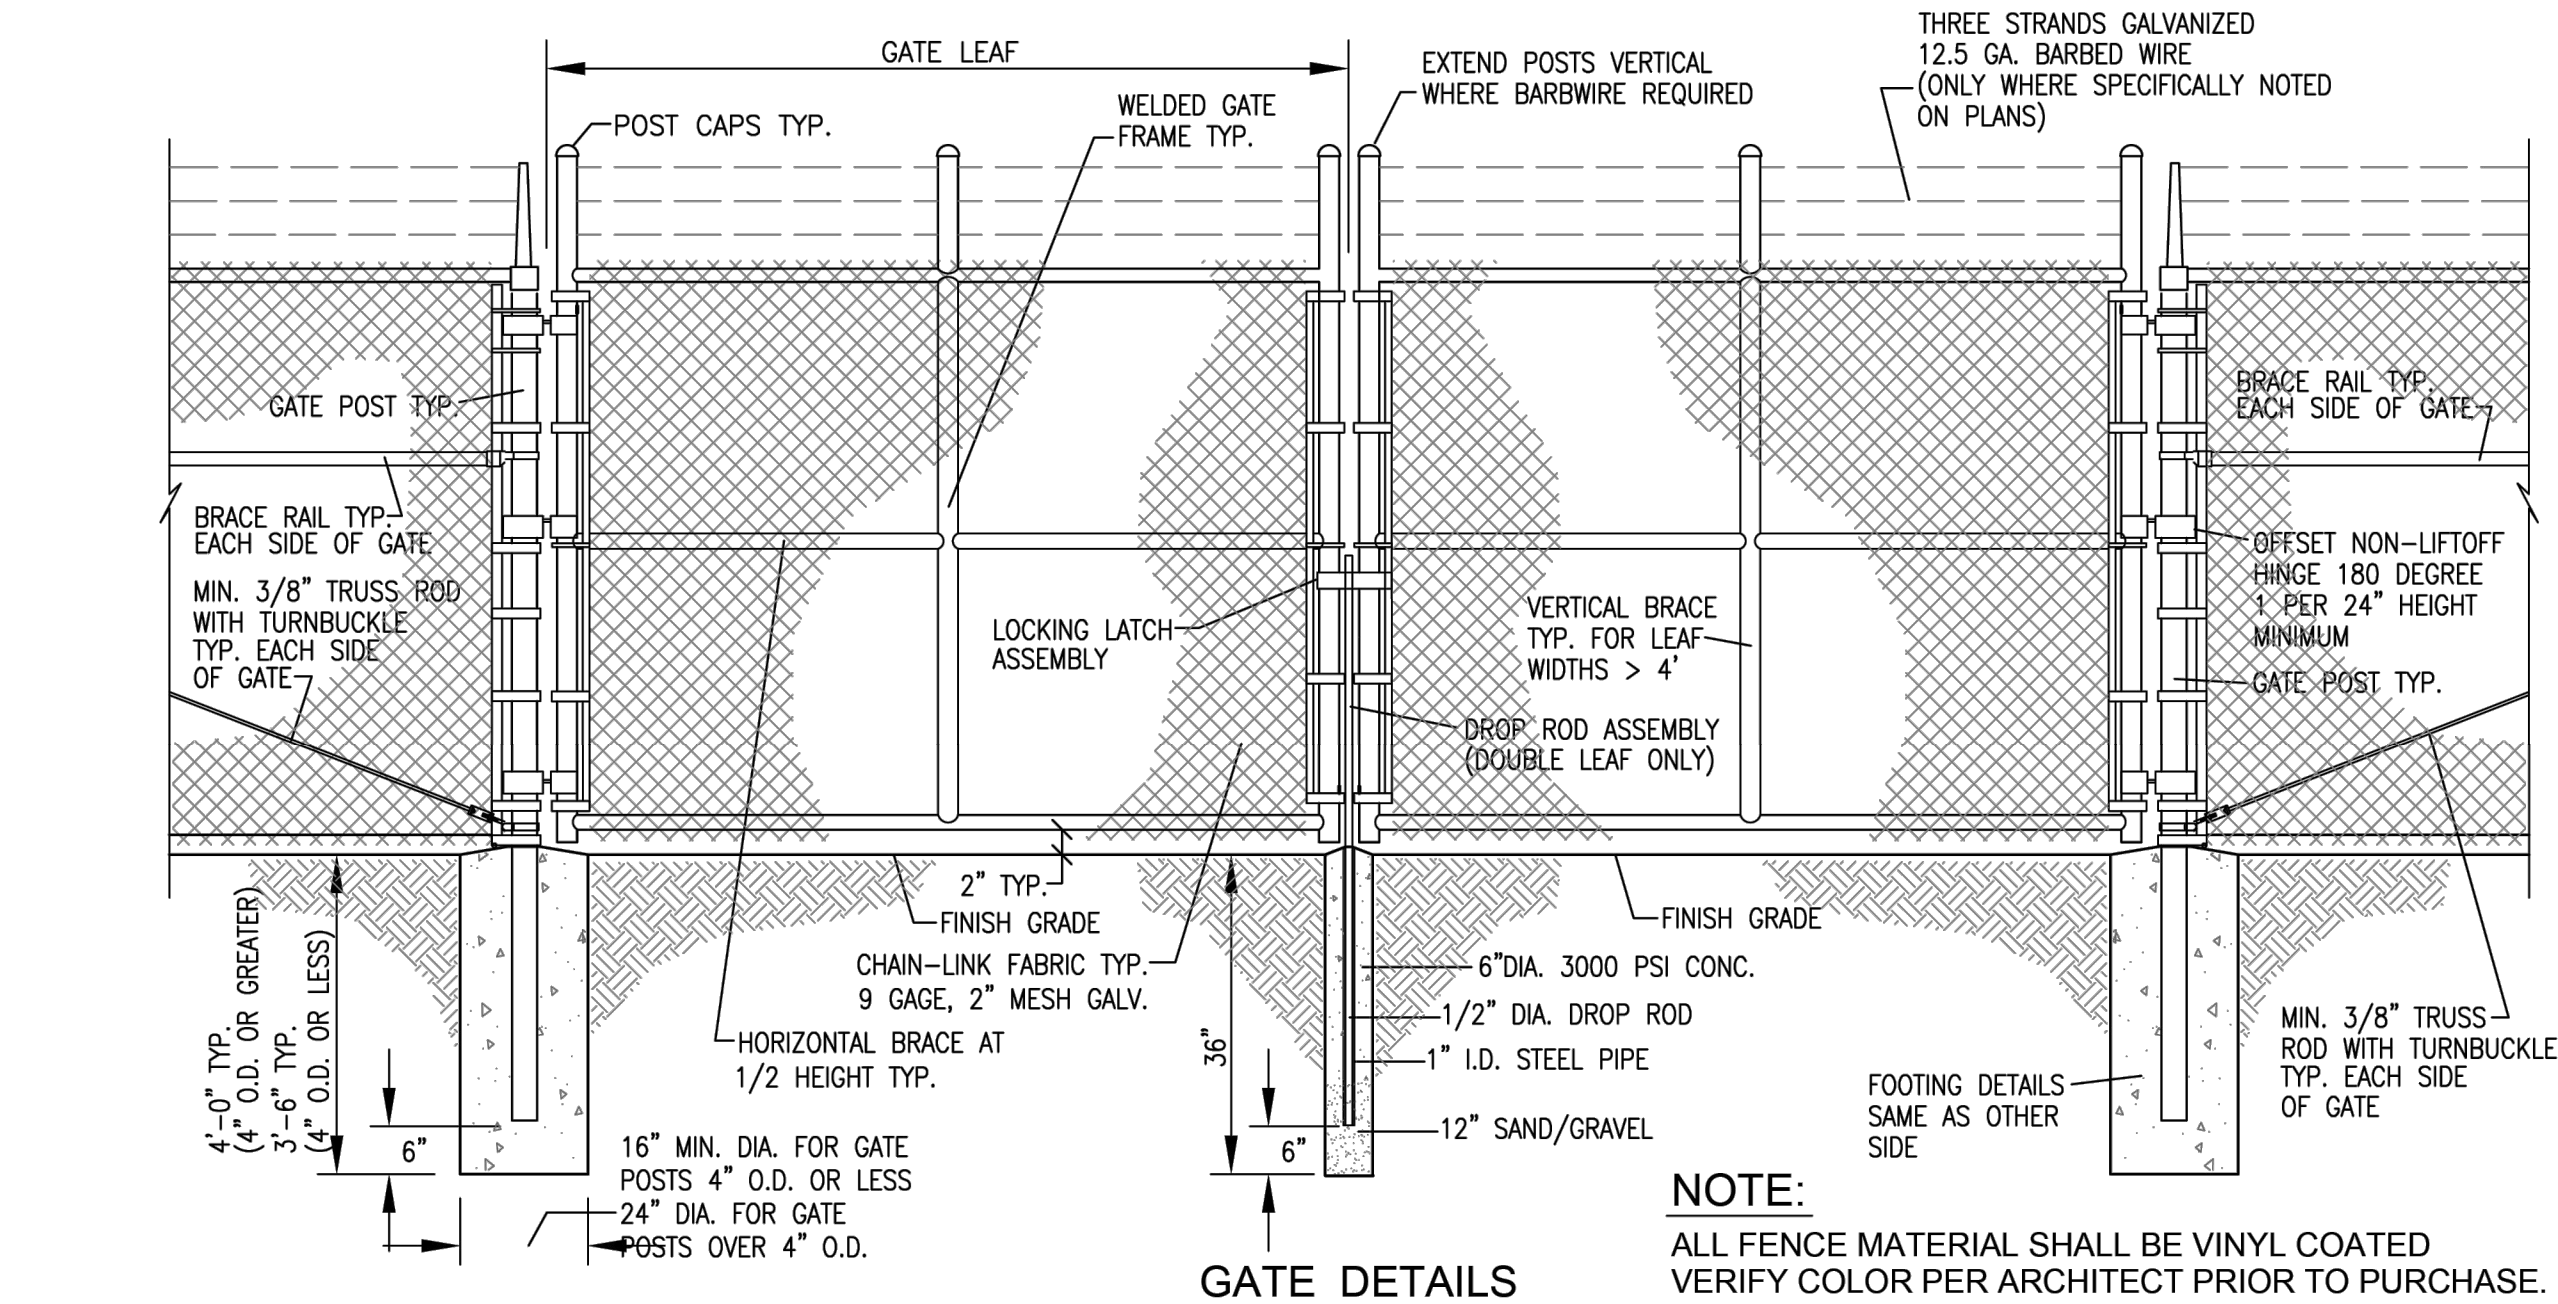 GATE LEAF
EXTEND POSTS VERTICAL
WHERE BARBWIRE REQUIRED
THREE STRANDS GALVANIZED
12.5 GA. BARBED WIRE
(ONLY WHERE SPECIFICALLY NOTED
ON PLANS)
POST CAPS TYP.
WELDED GATE
FRAME TYP.
GATE POST TYP.
BRACE RAIL TYP.
EACH SIDE OF GATE
BRACE RAIL TYP.
EACH SIDE OF GATE
MIN. 3/8" TRUSS ROD
WITH TURNBUCKLE
TYP. EACH SIDE
OF GATE
LOCKING LATCH
ASSEMBLY
VERTICAL BRACE
TYP. FOR LEAF
WIDTHS > 4'
DROP ROD ASSEMBLY
(DOUBLE LEAF ONLY)
OFFSET NON-LIFTOFF
HINGE 180 DEGREE
1 PER 24" HEIGHT
MINIMUM
GATE POST TYP.
2" TYP.
FINISH GRADE
FINISH GRADE
CHAIN-LINK FABRIC TYP.
9 GAGE, 2" MESH GALV.
HORIZONTAL BRACE AT
1/2 HEIGHT TYP.
4'-0" TYP.
(4" O.D. OR GREATER)
3'-6" TYP.
(4" O.D. OR LESS)
6"
16" MIN. DIA. FOR GATE
POSTS 4" O.D. OR LESS
24" DIA. FOR GATE
POSTS OVER 4" O.D.
36"
6"
6"DIA. 3000 PSI CONC.
1/2" DIA. DROP ROD
1" I.D. STEEL PIPE
12" SAND/GRAVEL
FOOTING DETAILS
SAME AS OTHER
SIDE
MIN. 3/8" TRUSS
ROD WITH TURNBUCKLE
TYP. EACH SIDE
OF GATE
NOTE:
ALL FENCE MATERIAL SHALL BE VINYL COATED
VERIFY COLOR PER ARCHITECT PRIOR TO PURCHASE.
GATE DETAILS